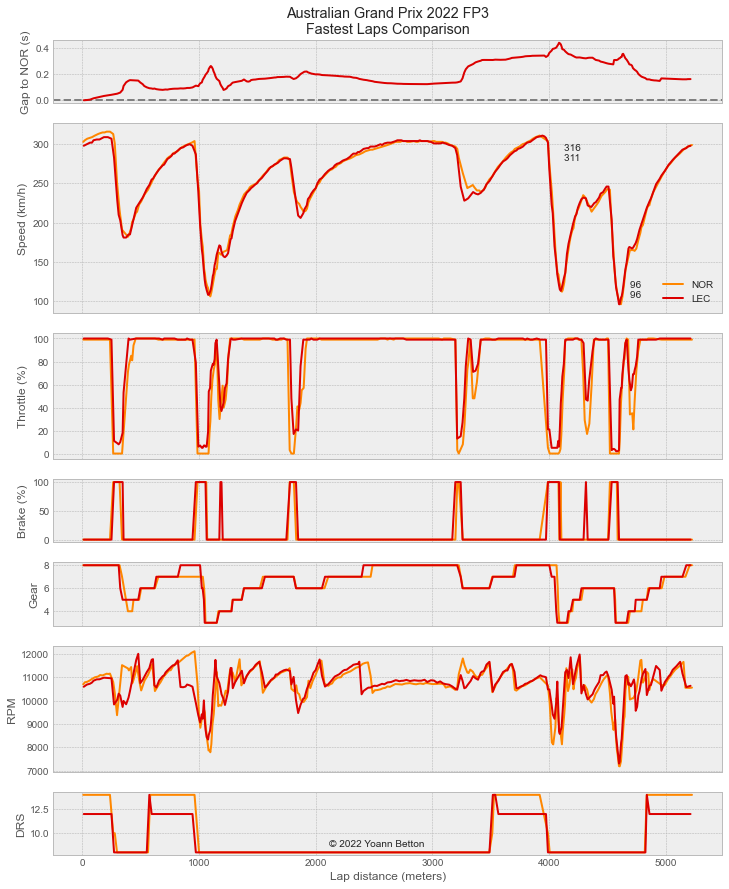 Australian Grand Prix 2022 FP3
Fastest Laps Comparison
Gap to NOR (s)
0.4
0.2
0.0
Speed (km/h)
300
250
200
150
100
316
311
96
96
NOR
LEC
Throttle (%)
100
80
60
40
20
0
Brake (%)
100
50
0
Gear
8
6
4
RPM
12000
11000
10000
9000
8000
7000
DRS
12.5
10.0
© 2022 Yoann Betton
0 1000 2000 3000 4000 5000
Lap distance (meters)